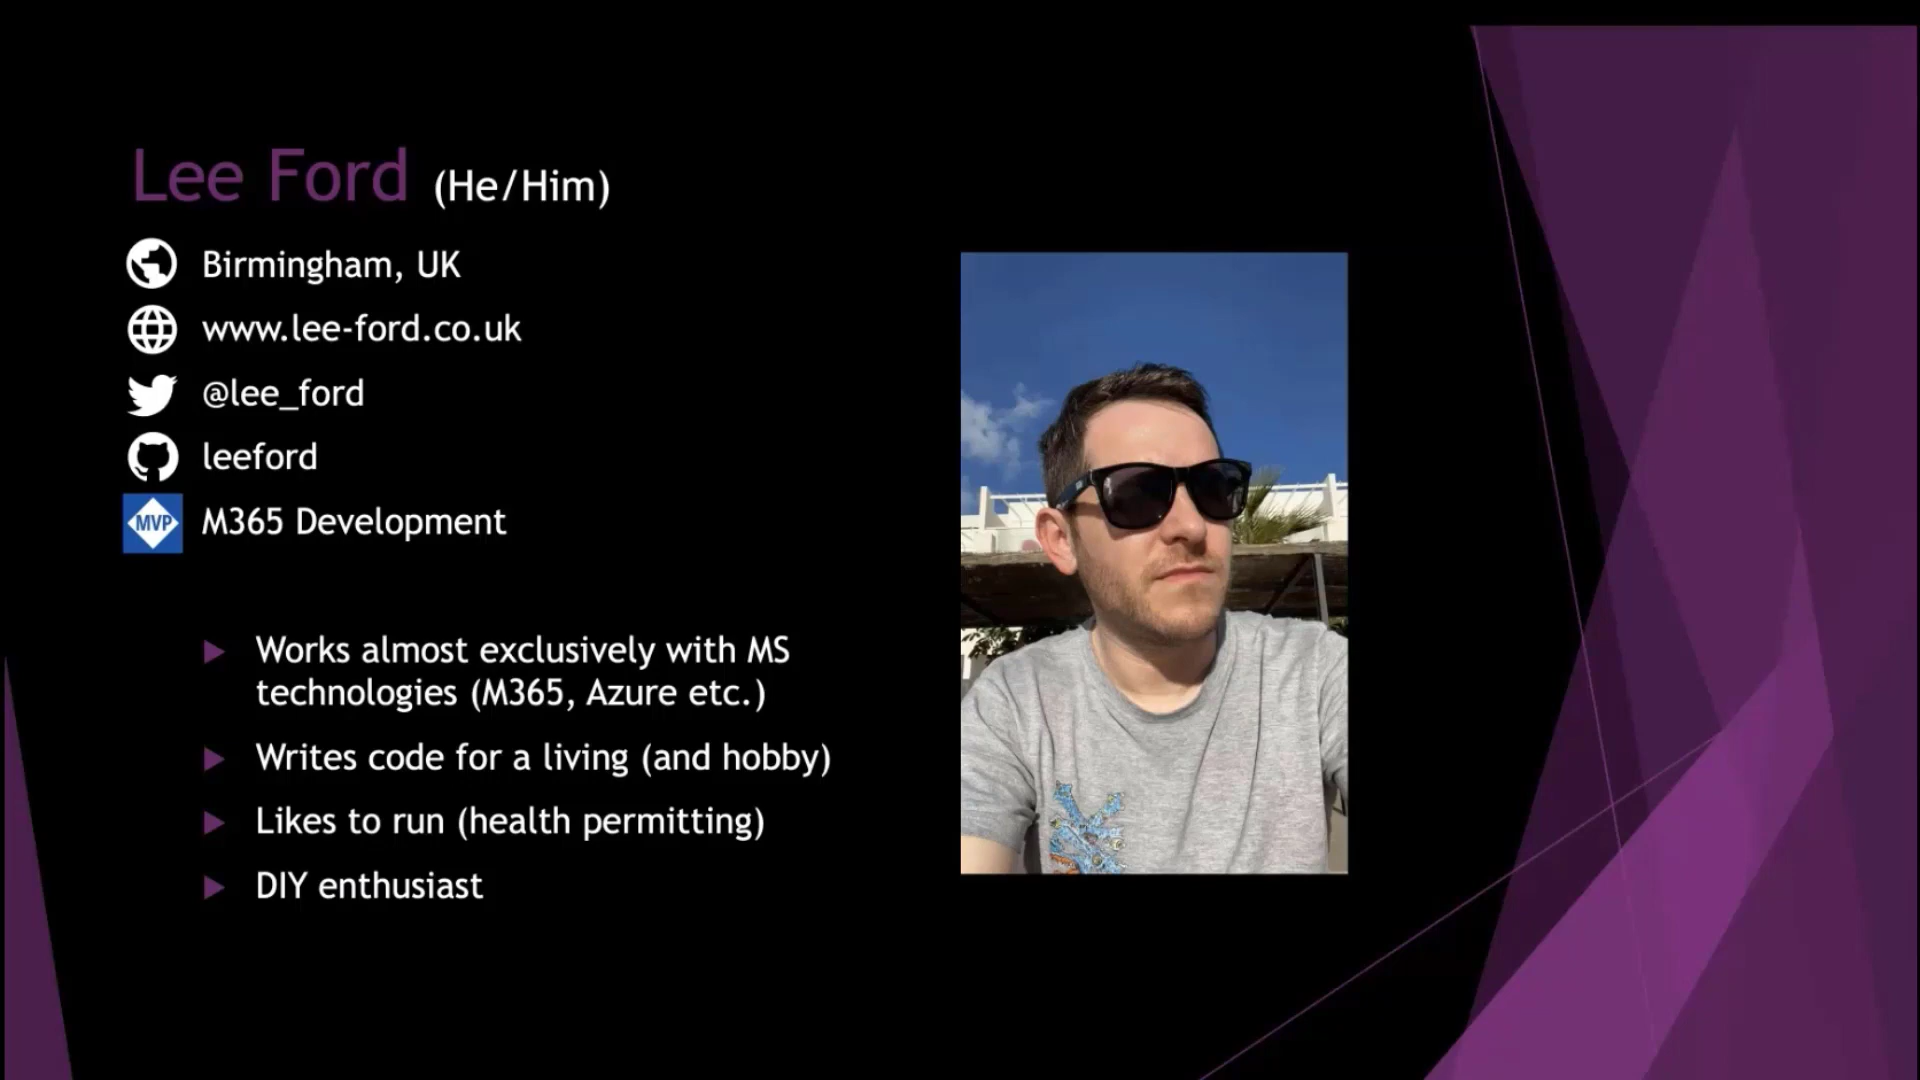 Lee Ford (He/Him)
Birmingham, UK
www.lee-ford.co.uk
@lee_ford
leeford
MVP M365 Development
Works almost exclusively with MS
technologies (M365, Azure etc.)
Writes code for a living (and hobby)
Likes to run (health permitting)
DIY enthusiast